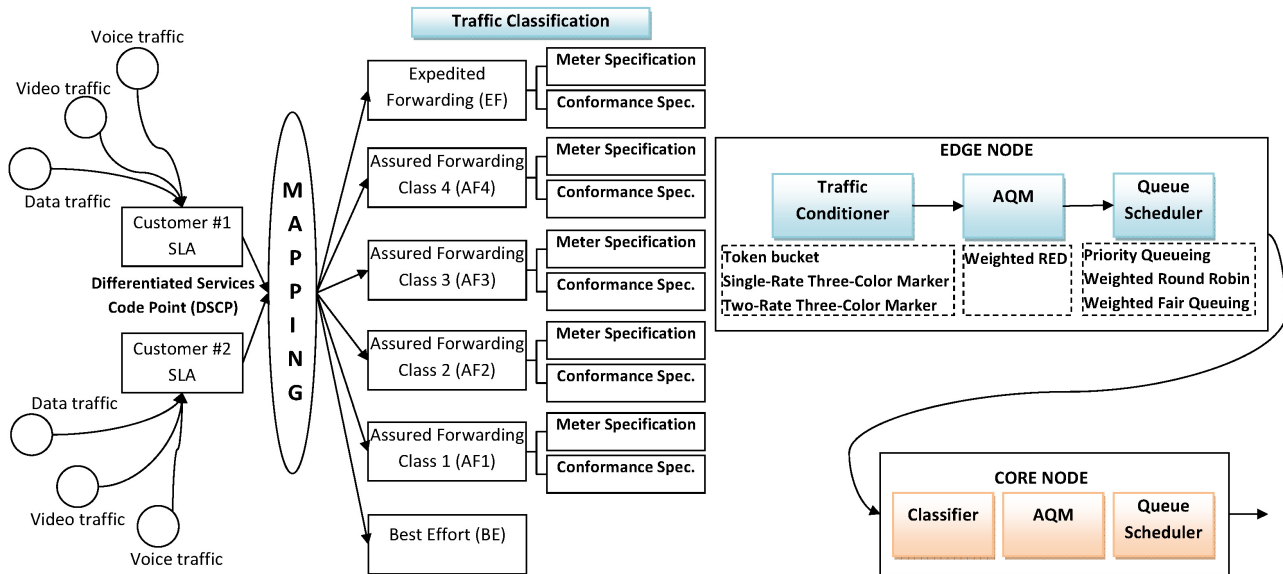 Voice traffic
Video traffic
Data traffic
Customer #1
SLA
Differentiated Services
Code Point (DSCP)
Customer #2
SLA
Data traffic
Video traffic
Voice traffic
M
A
P
P
I
N
G
Traffic Classification
Expedited
Forwarding (EF)
Meter Specification
Conformance Spec.
Assured Forwarding
Class 4 (AF4)
Meter Specification
Conformance Spec.
Assured Forwarding
Class 3 (AF3)
Meter Specification
Conformance Spec.
Assured Forwarding
Class 2 (AF2)
Meter Specification
Conformance Spec.
Assured Forwarding
Class 1 (AF1)
Meter Specification
Conformance Spec.
Best Effort (BE)
EDGE NODE
Traffic
Conditioner
AQM
Queue
Scheduler
Token bucket
Single-Rate Three-Color Marker
Two-Rate Three-Color Marker
Weighted RED
Priority Queueing
Weighted Round Robin
Weighted Fair Queuing
CORE NODE
Classifier
AQM
Queue
Scheduler